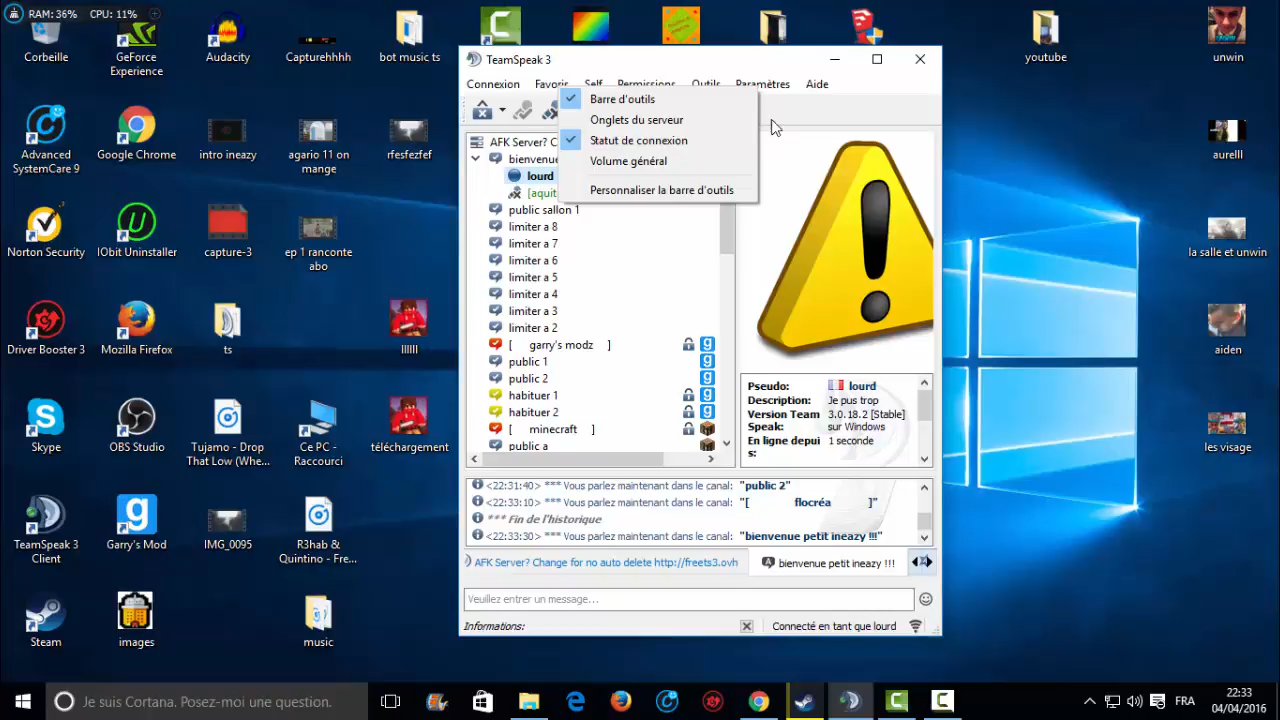 RAM: 36% CPU: 11%
Corbeille
GeForce
Experience
Audacity
Capturehhhh
bot music ts
youtube
unwin
Advanced
SystemCare 9
Google Chrome
intro ineazy
agario 11 on
mange
rfesfezfef
aurelll
Norton Security
IObit Uninstaller
capture-3
ep 1 raconte
abo
la salle et unwin
Driver Booster 3
Mozilla Firefox
ts
llllll
aiden
Skype
OBS Studio
Tujamo - Drop
That Low (Whe...
Ce PC -
Raccourci
téléchargement
les visage
TeamSpeak 3
Client
Garry's Mod
IMG_0095
R3hab &
Quintino - Fre...
Steam
images
music
TeamSpeak 3
Connexion Favoris Self Permissions Outils Paramètres Aide
Barre d'outils
Onglets du serveur
Statut de connexion
Volume général
Personnaliser la barre d'outils
AFK Server? C
bienvenue
lourd
[aquit
public sallon 1
limiter a 8
limiter a 7
limiter a 6
limiter a 5
limiter a 4
limiter a 3
limiter a 2
[ garry's modz ]
public 1
public 2
habituer 1
habituer 2
[ minecraft ]
public a
Pseudo: lourd
Description: Je pus trop
Version Team 3.0.18.2 [Stable]
Speak: sur Windows
En ligne depui 1 seconde
s:
<22:31:40> *** Vous parlez maintenant dans le canal: "public 2"
<22:33:10> *** Vous parlez maintenant dans le canal: "[ flocréa ]"
*** Fin de l'historique
<22:33:30> *** Vous parlez maintenant dans le canal: "bienvenue petit ineazy !!!"
AFK Server? Change for no auto delete http://freets3.ovh
bienvenue petit ineazy !!!
Veuillez entrer un message...
Informations:
Connecté en tant que lourd
Je suis Cortana. Posez-moi une question.
FRA
22:33
04/04/2016